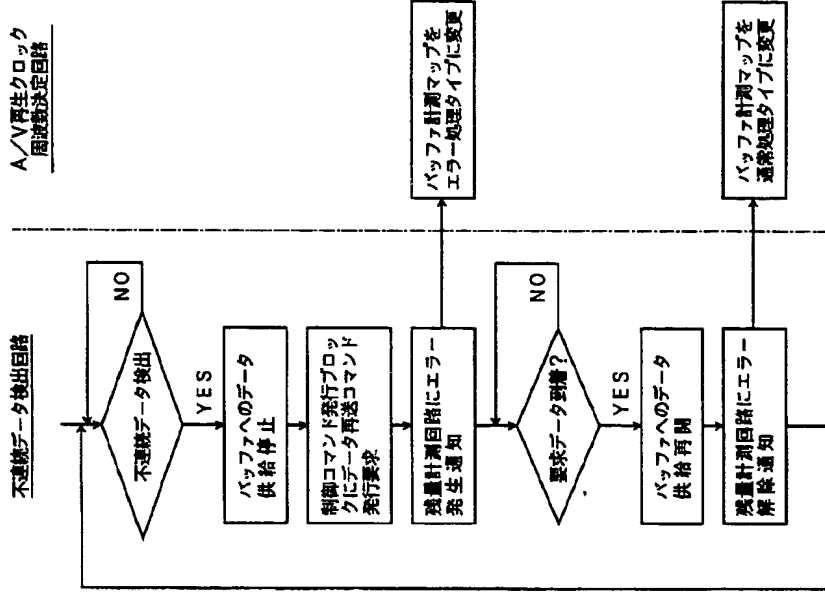 不連続データ検出回路
A／V再生クロック
周波数決定回路
不連続データ検出
NO
YES
バッファへのデータ
供給停止
制御コマンド発行ブロッ
クにデータ再送コマンド
発行要求
残量計測回路にエラー
発生通知
バッファ計測マップを
エラー処理タイプに変更
要求データ到着？
NO
YES
バッファへのデータ
供給再開
残量計測回路にエラー
解除通知
バッファ計測マップを
通常処理タイプに変更